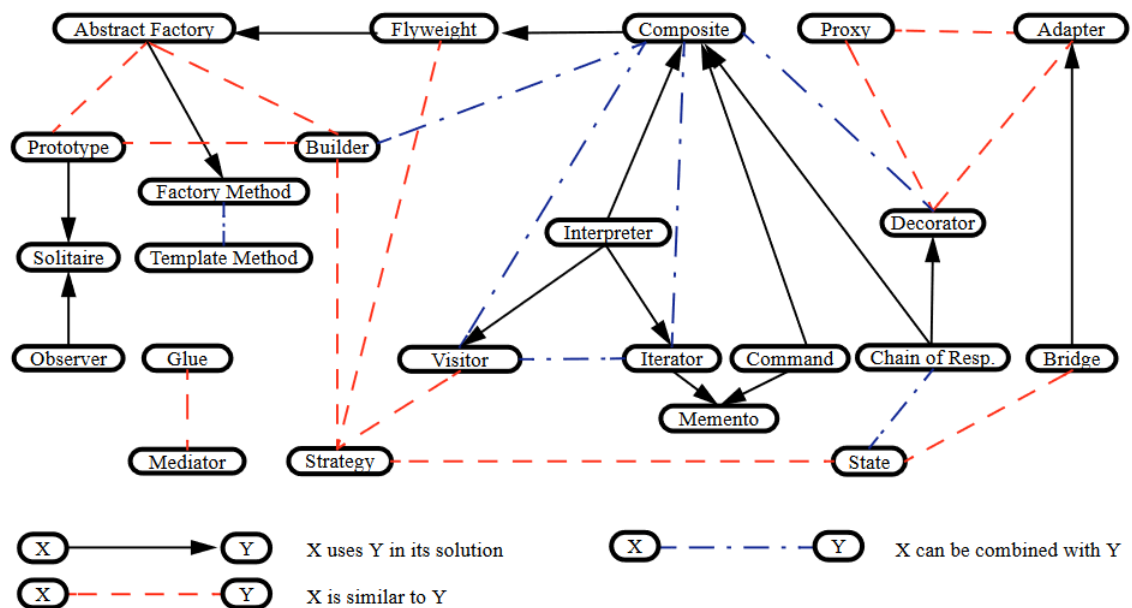 Abstract Factory
Flyweight
Composite
Proxy
Adapter
Prototype
Builder
Factory Method
Decorator
Interpreter
Solitaire
Template Method
Observer
Glue
Visitor
Iterator
Command
Chain of Resp.
Bridge
Memento
Mediator
Strategy
State
X
Y
X uses Y in its solution
X
Y
X can be combined with Y
X
Y
X is similar to Y